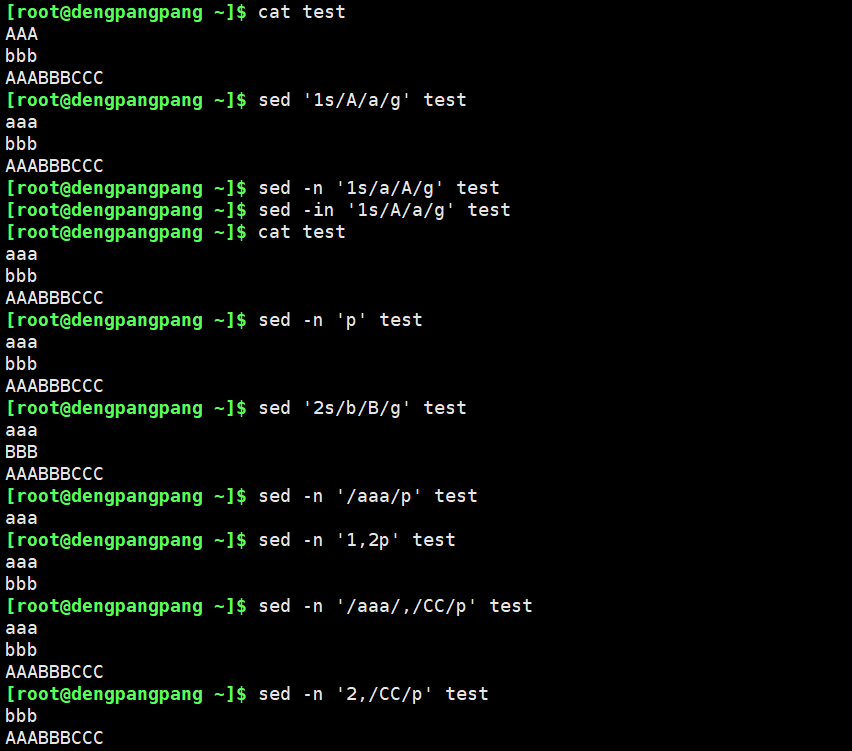 [root@dengpangpang ~]$ cat test
AAA
bbb
AAABBBCCC
[root@dengpangpang ~]$ sed '1s/A/a/g' test
aaa
bbb
AAABBBCCC
[root@dengpangpang ~]$ sed -n '1s/a/A/g' test
[root@dengpangpang ~]$ sed -in '1s/A/a/g' test
[root@dengpangpang ~]$ cat test
aaa
bbb
AAABBBCCC
[root@dengpangpang ~]$ sed -n 'p' test
aaa
bbb
AAABBBCCC
[root@dengpangpang ~]$ sed '2s/b/B/g' test
aaa
BBB
AAABBBCCC
[root@dengpangpang ~]$ sed -n '/aaa/p' test
aaa
[root@dengpangpang ~]$ sed -n '1,2p' test
aaa
bbb
[root@dengpangpang ~]$ sed -n '/aaa/,/CC/p' test
aaa
bbb
AAABBBCCC
[root@dengpangpang ~]$ sed -n '2,/CC/p' test
bbb
AAABBBCCC